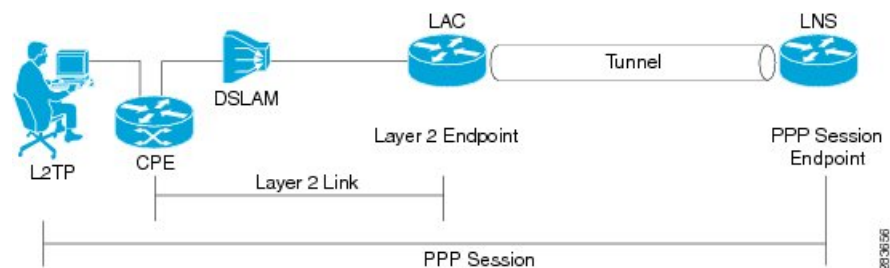 LAC
LNS
Tunnel
DSLAM
Layer 2 Endpoint
PPP Session
Endpoint
L2TP
CPE
Layer 2 Link
PPP Session
283656